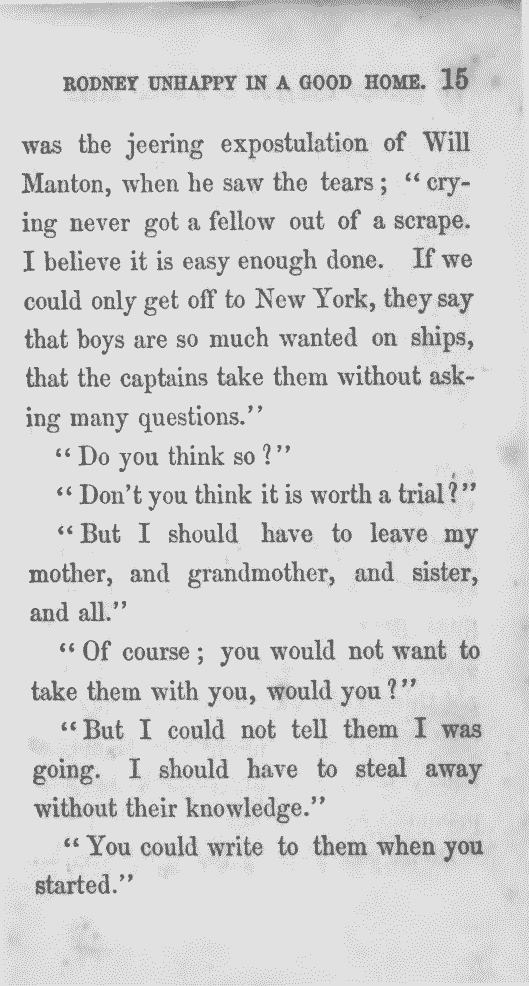 RODNEY UNHAPPY IN A GOOD HOME. 15
was the jeering expostulation of Will
Manton, when he saw the tears; "cry-
ing never got a fellow out of a scrape.
I believe it is easy enough done. If we
could only get off to New York, they say
that boys are so much wanted on ships,
that the captains take them without ask-
ing many questions."
"Do you think so?"
"Don't you think it is worth a trial?"
"But I should have to leave my
mother, and grandmother, and sister,
and all."
"Of course; you would not want to
take them with you, would you?"
"But I could not tell them I was
going. I should have to steal away
without their knowledge."
"You could write to them when you
started."